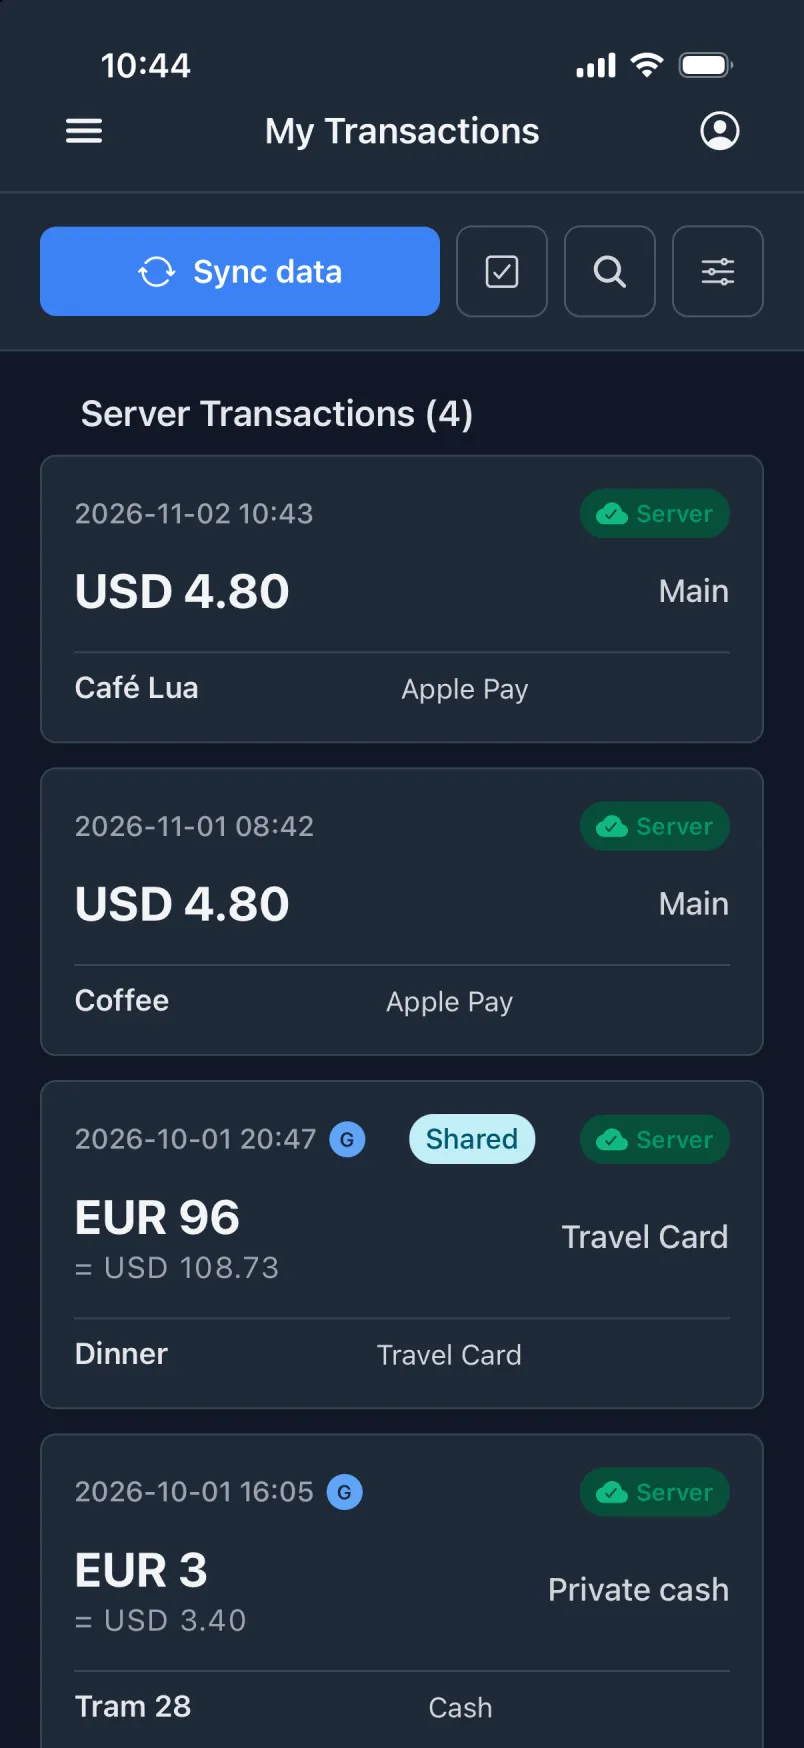 10:44
My Transactions
Sync data
Server Transactions (4)
2026-11-02 10:43 Server
USD 4.80 Main
Café Lua Apple Pay
2026-11-01 08:42 Server
USD 4.80 Main
Coffee Apple Pay
2026-10-01 20:47 G Shared Server
EUR 96
= USD 108.73 Travel Card
Dinner Travel Card
2026-10-01 16:05 G Server
EUR 3
= USD 3.40 Private cash
Tram 28 Cash